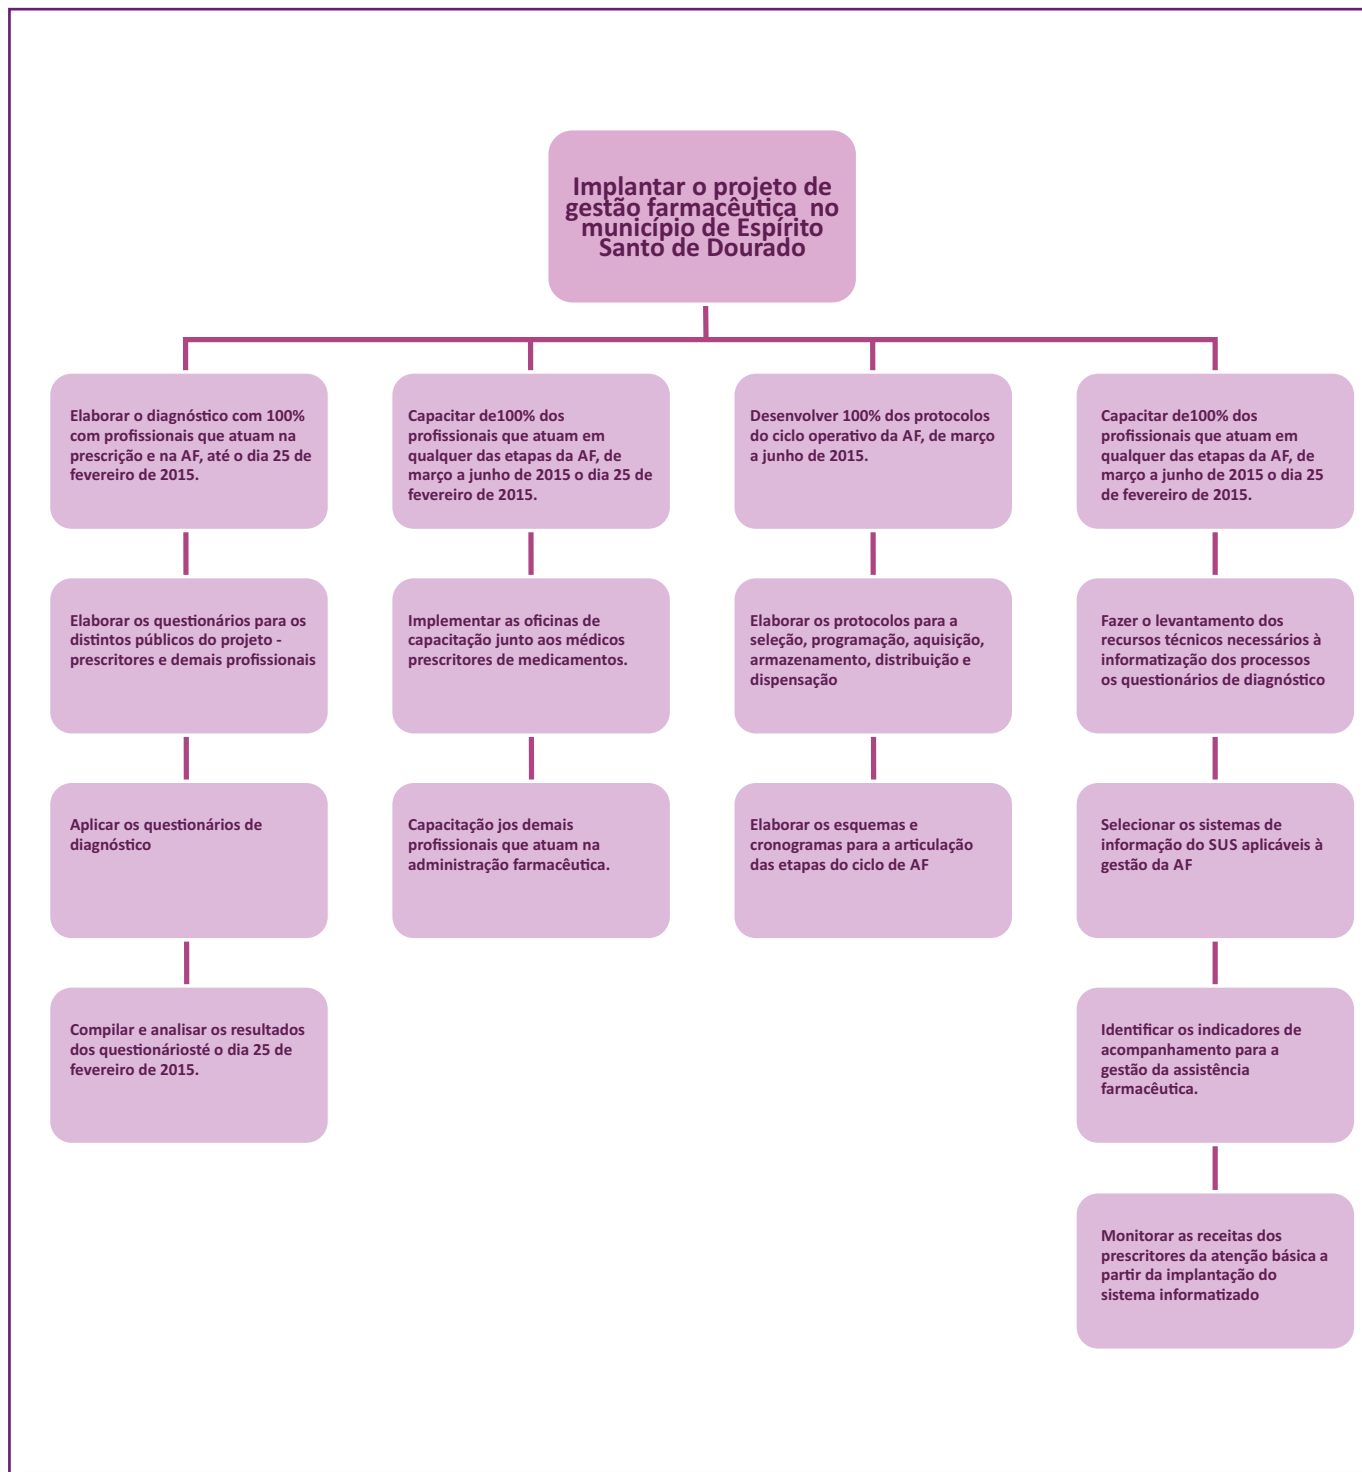 Implantar o projeto de
gestão farmacêutica no
município de Espírito
Santo de Dourado
Elaborar o diagnóstico com 100%
com profissionais que atuam na
prescrição e na AF, até o dia 25 de
fevereiro de 2015.
Elaborar os questionários para os
distintos públicos do projeto -
prescritores e demais profissionais
Aplicar os questionários de
diagnóstico
Compilar e analisar os resultados
dos questionáriosté o dia 25 de
fevereiro de 2015.
Capacitar de100% dos
profissionais que atuam em
qualquer das etapas da AF, de
março a junho de 2015 o dia 25 de
fevereiro de 2015.
Implementar as oficinas de
capacitação junto aos médicos
prescritores de medicamentos.
Capacitação jos demais
profissionais que atuam na
administração farmacêutica.
Desenvolver 100% dos protocolos
do ciclo operativo da AF, de março
a junho de 2015.
Elaborar os protocolos para a
seleção, programação, aquisição,
armazenamento, distribuição e
dispensação
Elaborar os esquemas e
cronogramas para a articulação
das etapas do ciclo de AF
Capacitar de100% dos
profissionais que atuam em
qualquer das etapas da AF, de
março a junho de 2015 o dia 25
de fevereiro de 2015.
Fazer o levantamento dos
recursos técnicos necessários à
informatização dos processos
os questionários de diagnóstico
Selecionar os sistemas de
informação do SUS aplicáveis à
gestão da AF
Identificar os indicadores de
acompanhamento para a
gestão da assistência
farmacêutica.
Monitorar as receitas dos
prescritores da atenção básica a
partir da implantação do
sistema informatizado